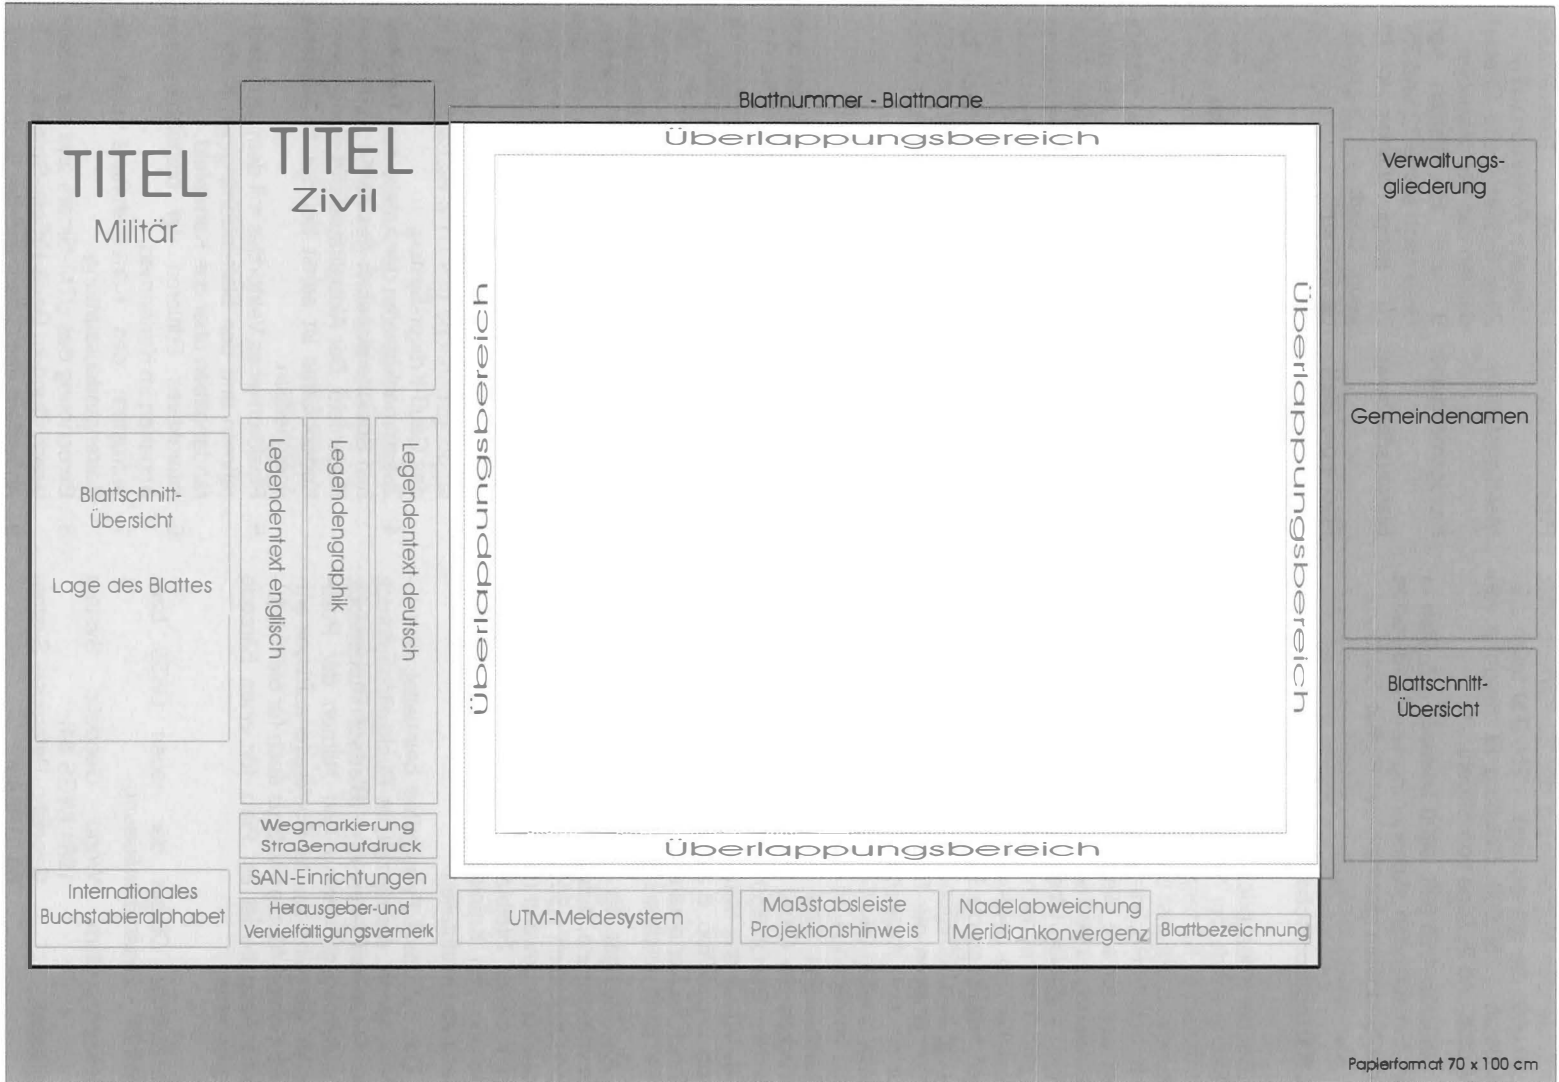 Blattnummer - Blattname
TITEL
Militär
TITEL
Zivil
Überlappungsbereich
Überlappungsbereich
Überlappungsbereich
Überlappungsbereich
Verwaltungs-
gliederung
Gemeindenamen
Blattschnitt-
Übersicht
Blattschnitt-
Übersicht
Lage des Blattes
Legendentext englisch
Legendengraphik
Legendentext deutsch
Wegmarkierung
Straßenaufdruck
SAN-Einrichtungen
Herausgeber-und
Vervielfältigungsvermerk
Internationales
Buchstabieralphabet
UTM-Meldesystem
Maßstabsleiste
Projektionshinweis
Nadelabweichung
Meridiankonvergenz
Blattbezeichnung
Papierformat 70 x 100 cm